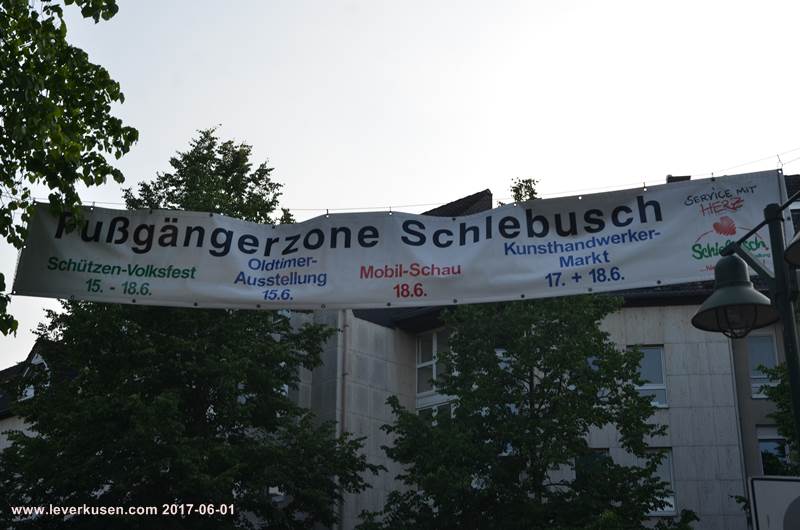 Fußgängerzone Schlebusch
Schützen-Volksfest
15. - 18.6.
Oldtimer-
Ausstellung
15.6.
Mobil-Schau
18.6.
Kunsthandwerker-
Markt
17. + 18.6.
SERVICE MIT
HERZ
Schlebusch
www.leverkusen.com 2017-06-01